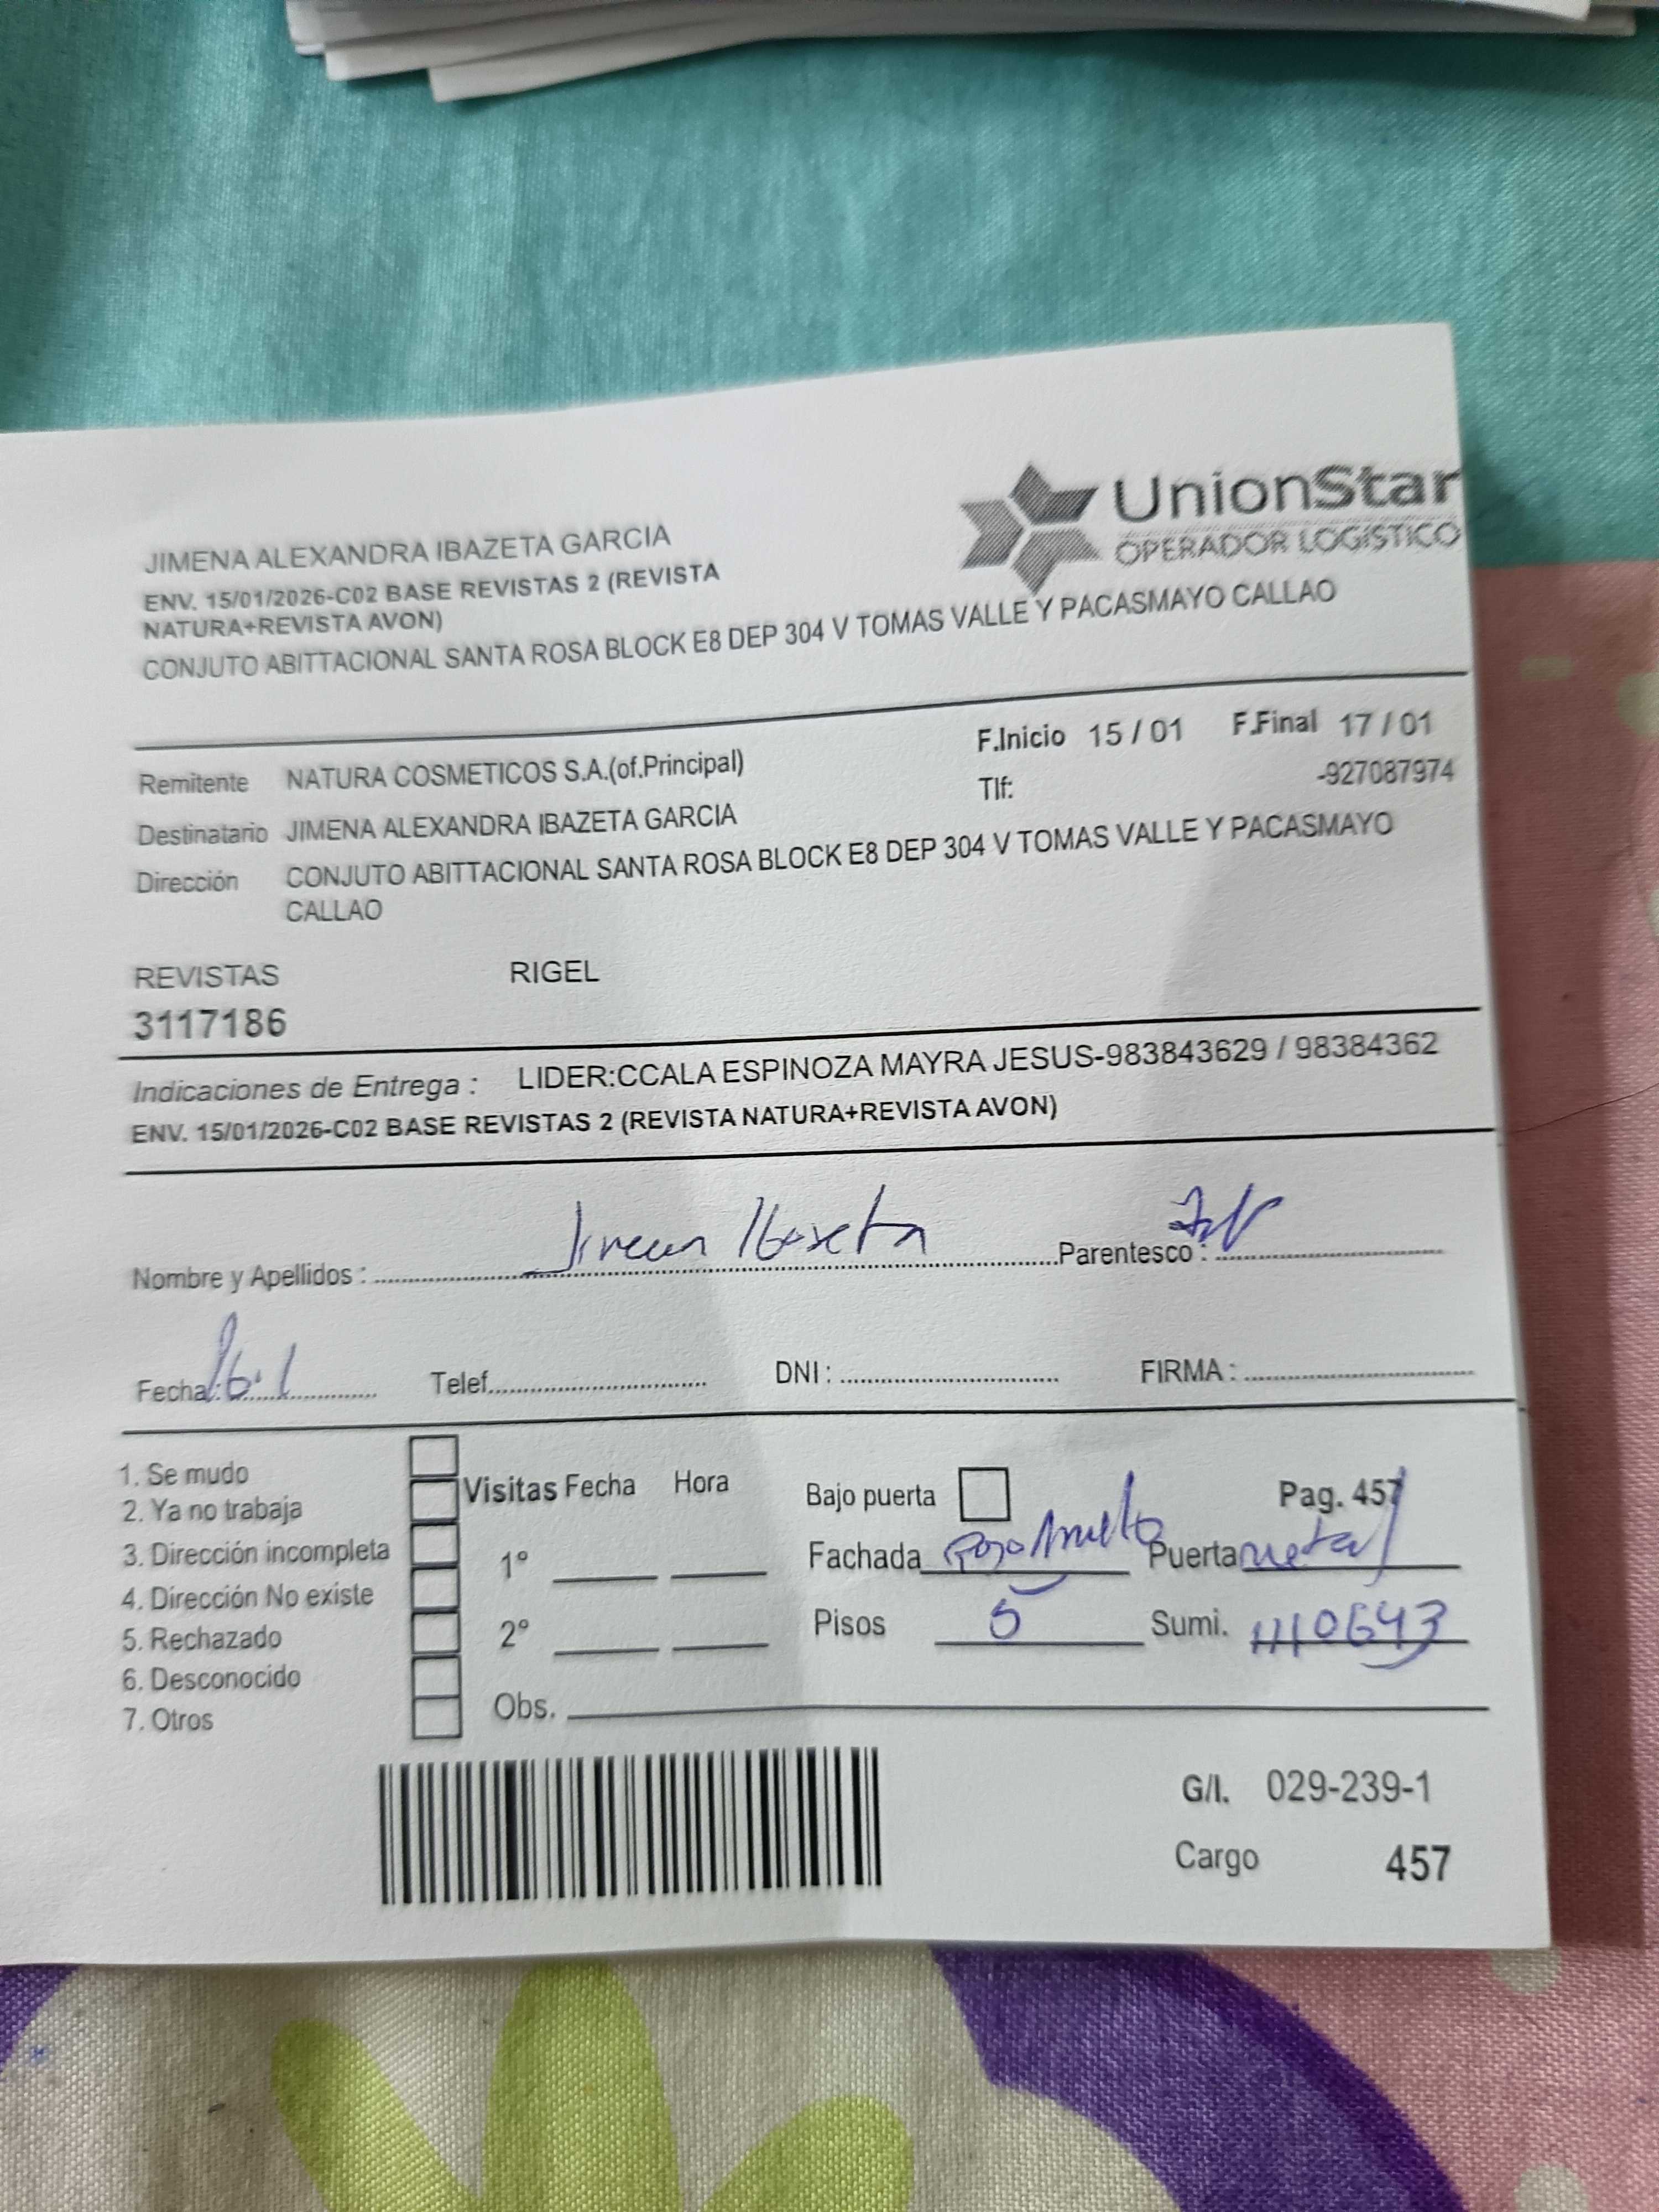 UnionStar
OPERADOR LOGÍSTICO
JIMENA ALEXANDRA IBAZETA GARCIA
ENV. 15/01/2026-C02 BASE REVISTAS 2 (REVISTA
NATURA+REVISTA AVON)
CONJUTO ABITTACIONAL SANTA ROSA BLOCK E8 DEP 304 V TOMAS VALLE Y PACASMAYO CALLAO
F.Inicio 15 / 01 F.Final 17 / 01
Remitente NATURA COSMETICOS S.A.(of.Principal)
Tlf: -927087974
Destinatario JIMENA ALEXANDRA IBAZETA GARCIA
Dirección CONJUTO ABITTACIONAL SANTA ROSA BLOCK E8 DEP 304 V TOMAS VALLE Y PACASMAYO
CALLAO
REVISTAS RIGEL
3117186
Indicaciones de Entrega : LIDER:CCALA ESPINOZA MAYRA JESUS-983843629 / 98384362
ENV. 15/01/2026-C02 BASE REVISTAS 2 (REVISTA NATURA+REVISTA AVON)
Nombre y Apellidos : Parentesco :
Fecha: 16.1 Telef. DNI : FIRMA :
1. Se mudo
2. Ya no trabaja
3. Dirección incompleta
4. Dirección No existe
5. Rechazado
6. Desconocido
7. Otros
Visitas Fecha Hora
1°
2°
Obs.
Bajo puerta Pag. 457
Fachada Puerta metal
Pisos 5 Sumi. 1110643
G/I. 029-239-1
Cargo 457